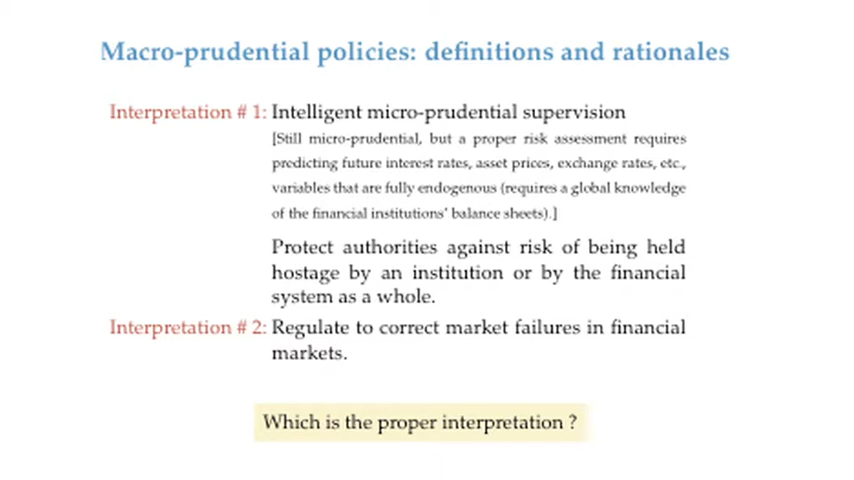 Macro-prudential policies: definitions and rationales
Interpretation # 1: Intelligent micro-prudential supervision
[Still micro-prudential, but a proper risk assessment requires
predicting future interest rates, asset prices, exchange rates, etc.,
variables that are fully endogenous (requires a global knowledge
of the financial institutions' balance sheets).]
Protect authorities against risk of being held
hostage by an institution or by the financial
system as a whole.
Interpretation # 2: Regulate to correct market failures in financial
markets.
Which is the proper interpretation ?